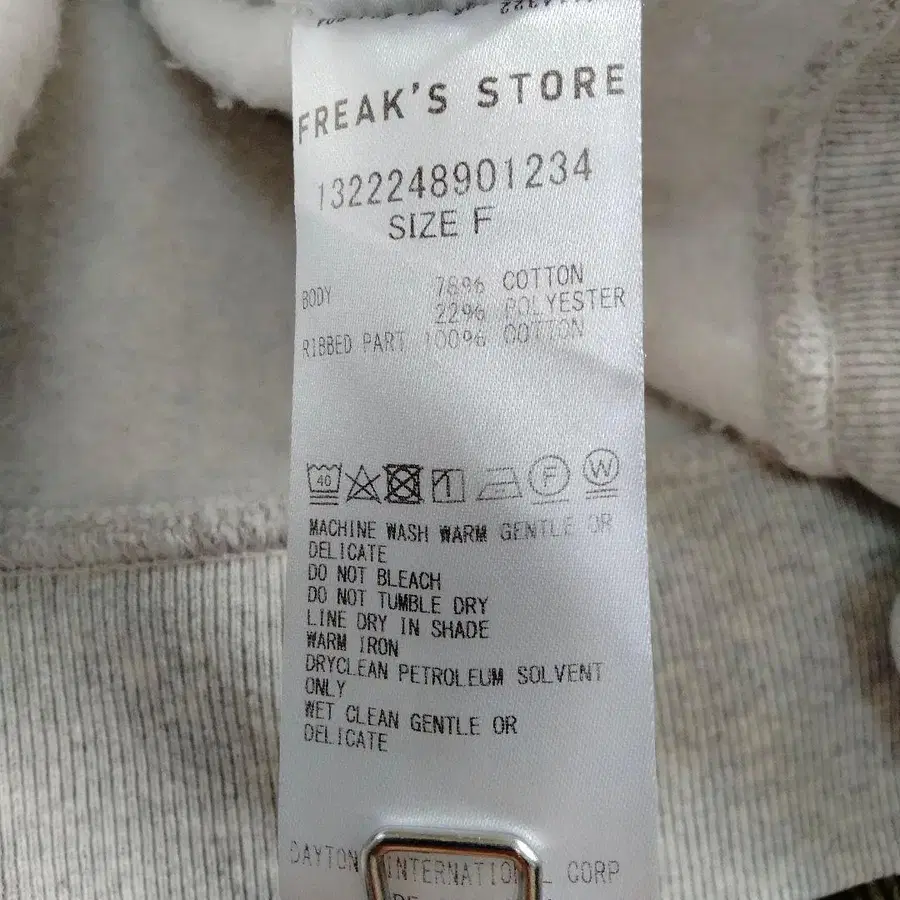 FREAK'S STORE
1322248901234
SIZE F
BODY 78% COTTON
22% POLYESTER
RIBBED PART 100% COTTON
40 F W
MACHINE WASH WARM GENTLE OR
DELICATE
DO NOT BLEACH
DO NOT TUMBLE DRY
LINE DRY IN SHADE
WARM IRON
DRYCLEAN PETROLEUM SOLVENT
ONLY
WET CLEAN GENTLE OR
DELICATE
DAYTON INTERNATIONAL CORP